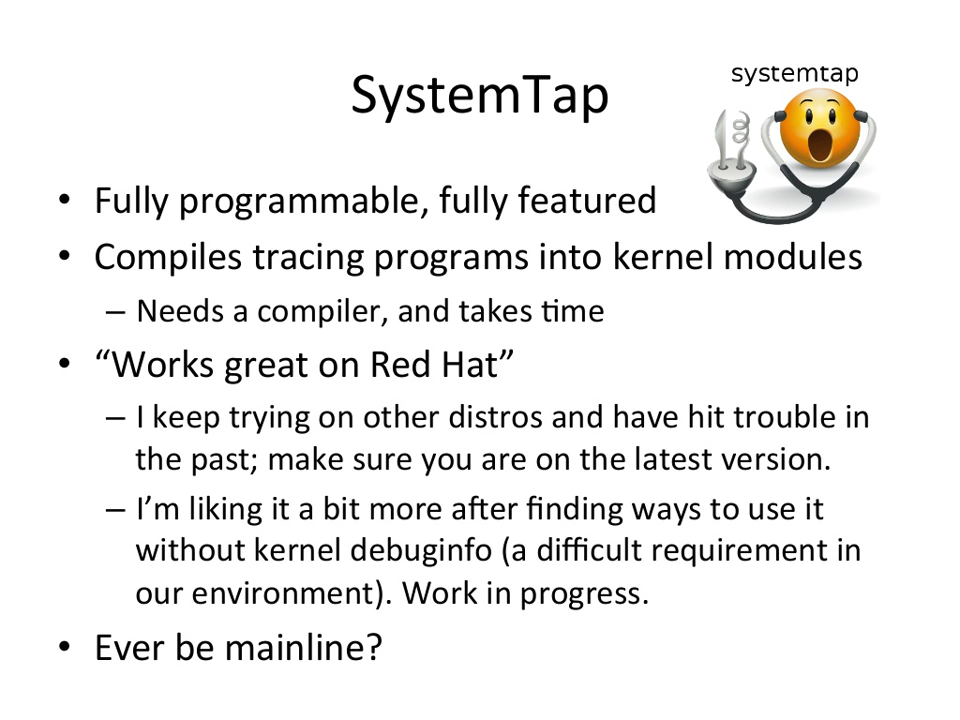 systemtap
SystemTap
• Fully programmable, fully featured
• Compiles tracing programs into kernel modules
– Needs a compiler, and takes time
• “Works great on Red Hat”
– I keep trying on other distros and have hit trouble in
the past; make sure you are on the latest version.
– I’m liking it a bit more after finding ways to use it
without kernel debuginfo (a difficult requirement in
our environment). Work in progress.
• Ever be mainline?